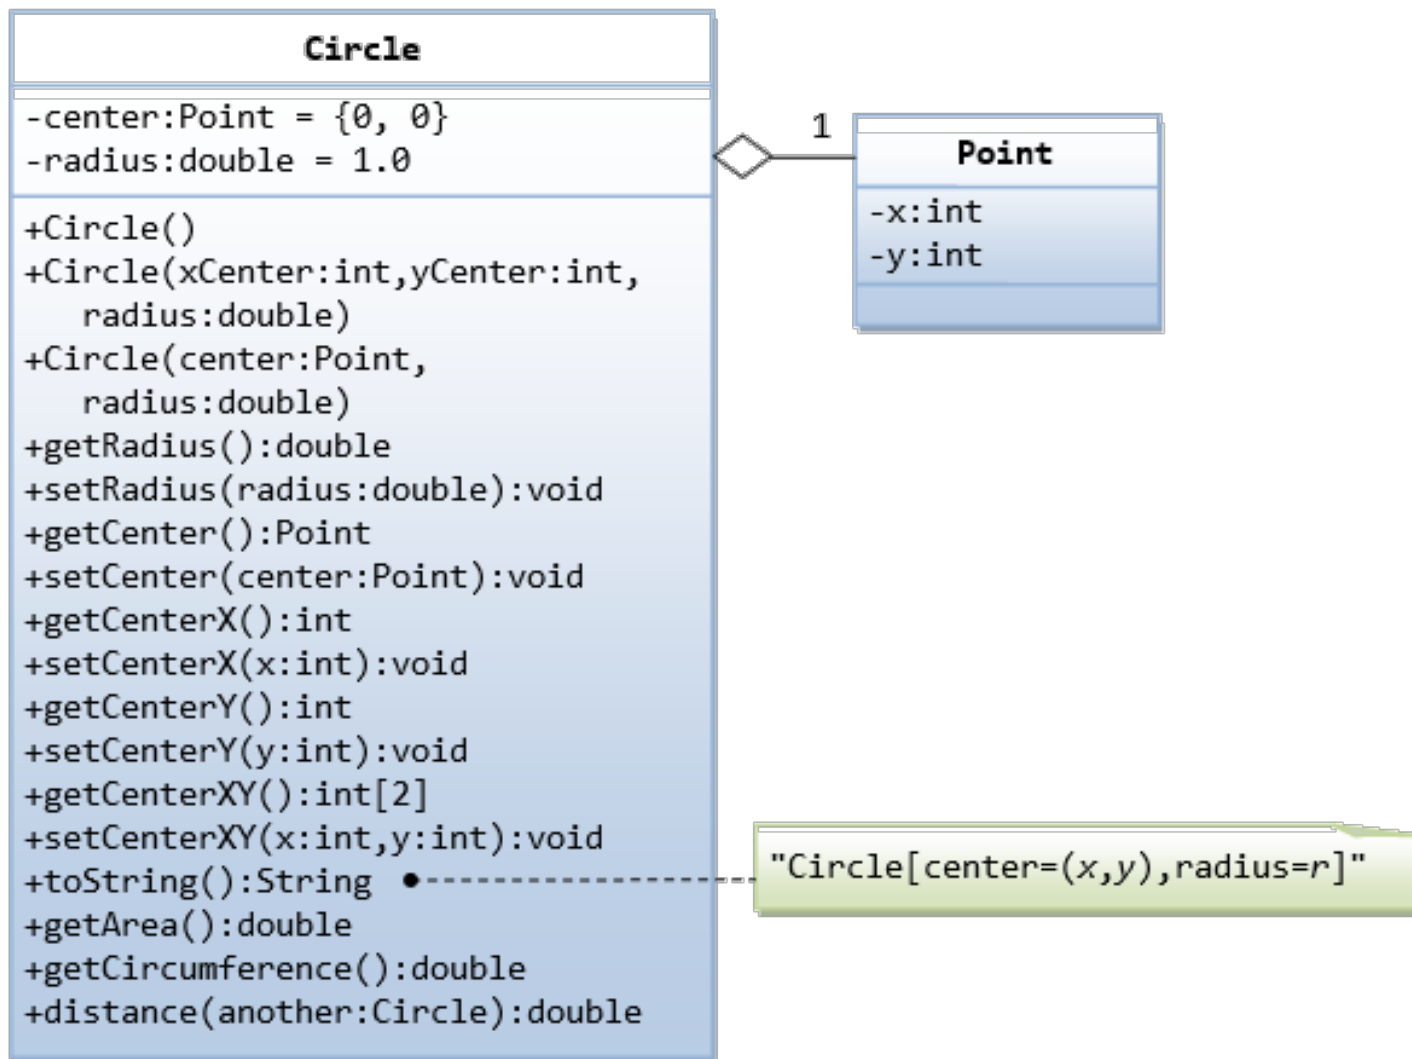 Circle
-center:Point = {0, 0}
-radius:double = 1.0
+Circle()
+Circle(xCenter:int,yCenter:int,
radius:double)
+Circle(center:Point,
radius:double)
+getRadius():double
+setRadius(radius:double):void
+getCenter():Point
+setCenter(center:Point):void
+getCenterX():int
+setCenterX(x:int):void
+getCenterY():int
+setCenterY(y:int):void
+getCenterXY():int[2]
+setCenterXY(x:int,y:int):void
+toString():String
+getArea():double
+getCircumference():double
+distance(another:Circle):double
1
Point
-x:int
-y:int
"Circle[center=(x,y),radius=r]"